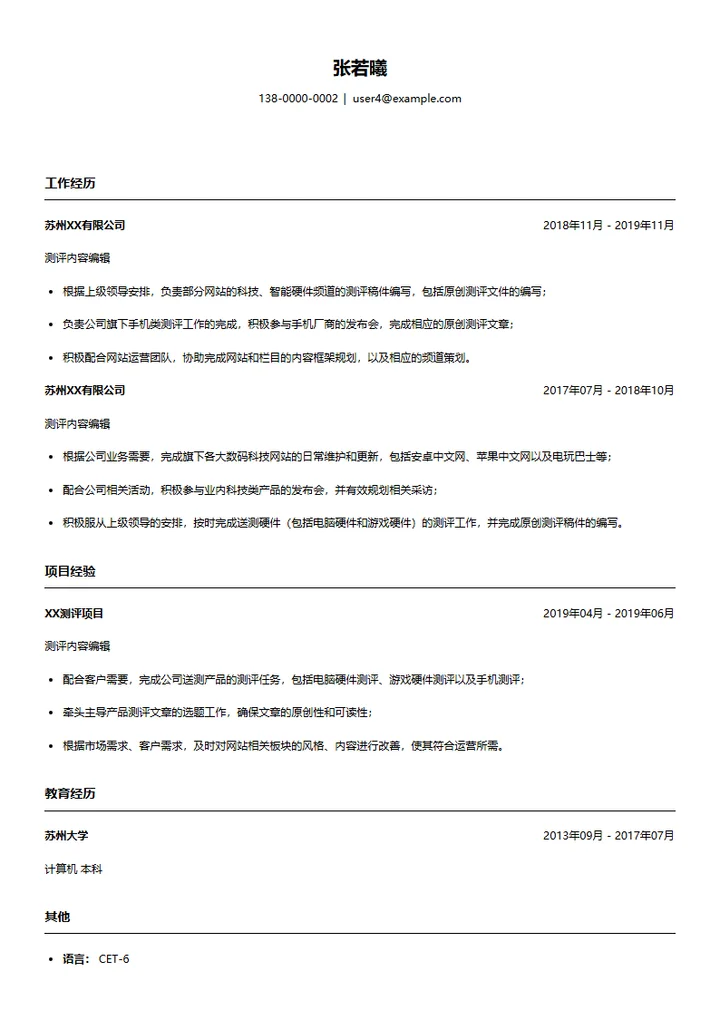 张若曦
138-0000-0002 | user4@example.com
工作经历
苏州XX有限公司 2018年11月 - 2019年11月
测评内容编辑
• 根据上级领导安排，负责部分网站的科技、智能硬件频道的测评稿件编写，包括原创测评文件的编写；
• 负责公司旗下手机类测评工作的完成，积极参与手机厂商的发布会，完成相应的原创测评文章；
• 积极配合网站运营团队，协助完成网站和栏目的内容框架规划，以及相应的频道策划。
苏州XX有限公司 2017年07月 - 2018年10月
测评内容编辑
• 根据公司业务需要，完成旗下各大数码科技网站的日常维护和更新，包括安卓中文网、苹果中文网以及电玩巴士等；
• 配合公司相关活动，积极参与业内科技类产品的发布会，并有效规划相关采访；
• 积极服从上级领导的安排，按时完成送测硬件（包括电脑硬件和游戏硬件）的测评工作，并完成原创测评稿件的编写。
项目经验
XX测评项目 2019年04月 - 2019年06月
测评内容编辑
• 配合客户需要，完成公司送测产品的测评任务，包括电脑硬件测评、游戏硬件测评以及手机测评；
• 牵头主导产品测评文章的选题工作，确保文章的原创性和可读性；
• 根据市场需求、客户需求，及时对网站相关板块的风格、内容进行改善，使其符合运营所需。
教育经历
苏州大学 2013年09月 - 2017年07月
计算机 本科
其他
• 语言： CET-6